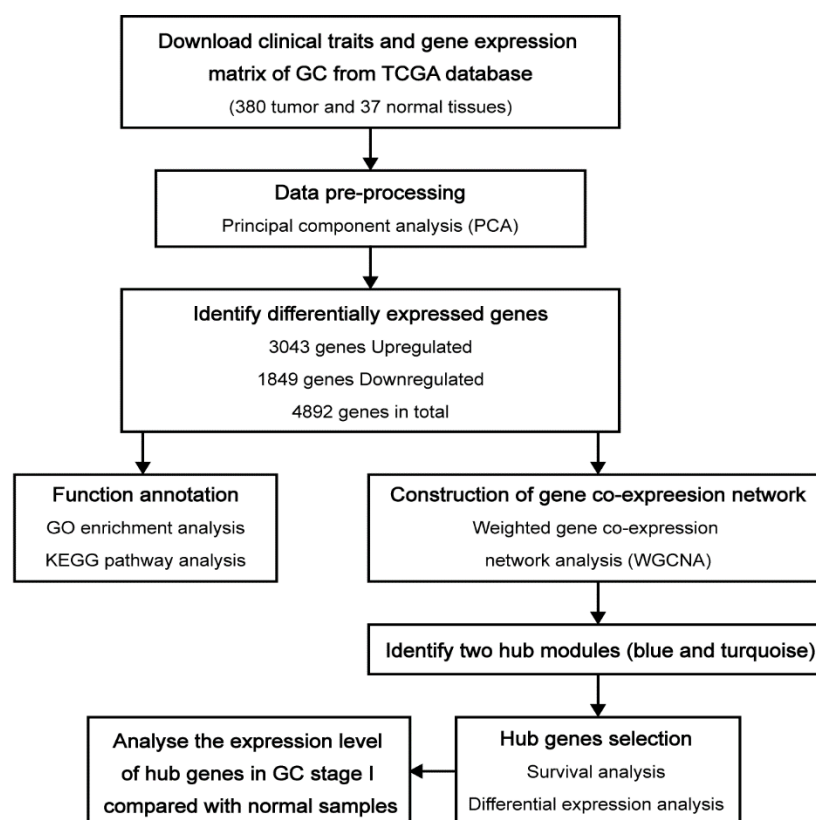 Download clinical traits and gene expression
matrix of GC from TCGA database
(380 tumor and 37 normal tissues)
Data pre-processing
Principal component analysis (PCA)
Identify differentially expressed genes
3043 genes Upregulated
1849 genes Downregulated
4892 genes in total
Function annotation
GO enrichment analysis
KEGG pathway analysis
Construction of gene co-expreesion network
Weighted gene co-expression
network analysis (WGCNA)
Identify two hub modules (blue and turquoise)
Hub genes selection
Survival analysis
Differential expression analysis
Analyse the expression level
of hub genes in GC stage I
compared with normal samples